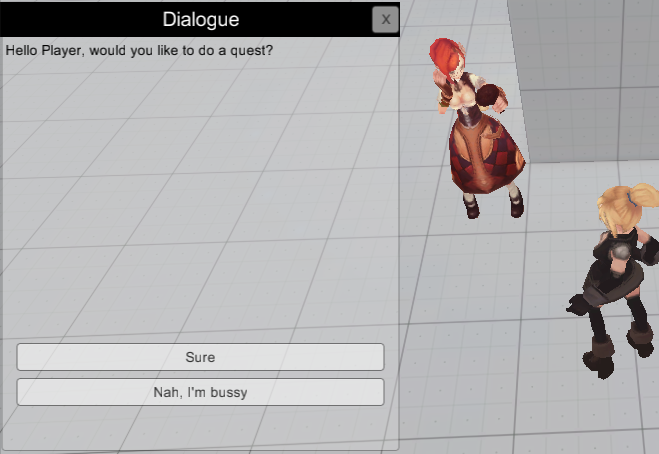 Dialogue
X
Hello Player, would you like to do a quest?
Sure
Nah, I'm bussy